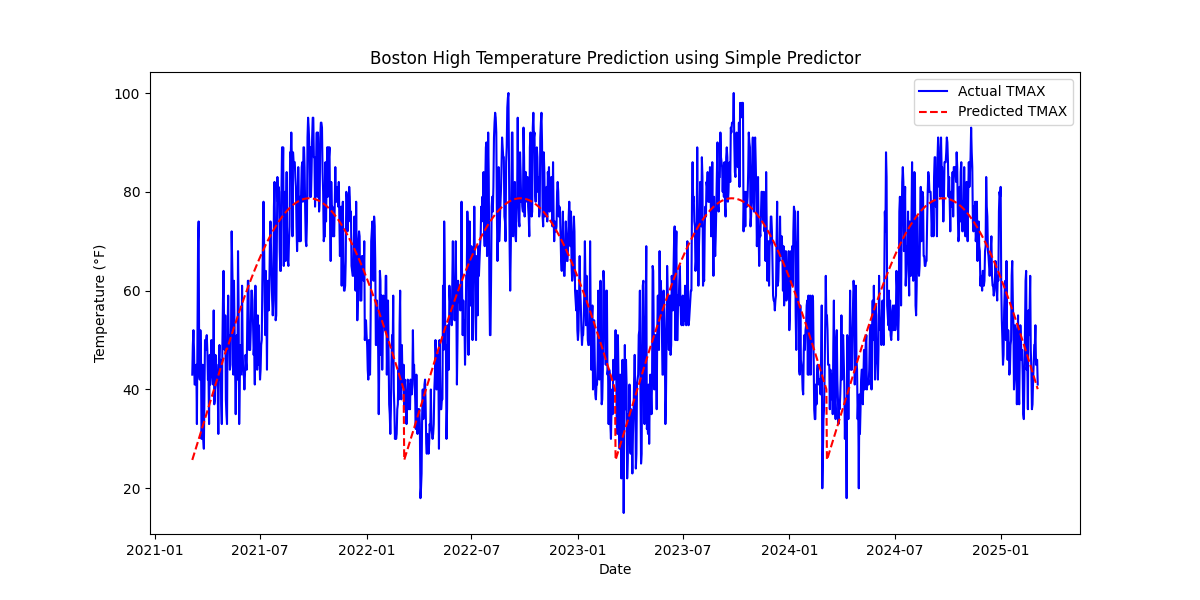 Boston High Temperature Prediction using Simple Predictor
Actual TMAX
Predicted TMAX
Temperature (°F)
100
80
60
40
20
2021-01 2021-07 2022-01 2022-07 2023-01 2023-07 2024-01 2024-07 2025-01
Date